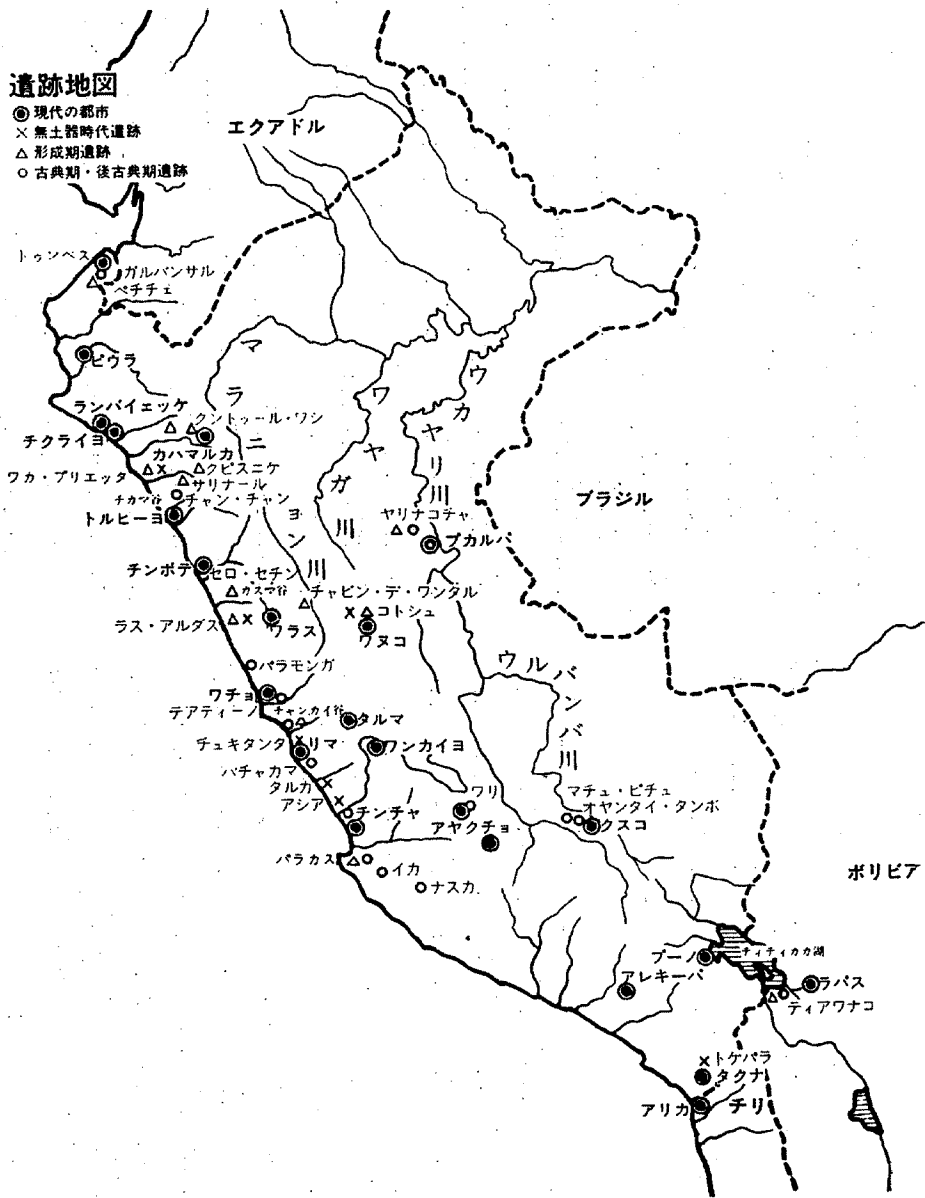 遺跡地図
◉ 現代の都市
× 無土器時代遺跡
△ 形成期遺跡
○ 古典期・後古典期遺跡
エクアドル
トゥンベス
ガルバンサル
ペチチェ
ピウラ
マラニョン川
ワヤガ川
ウカヤリ川
ランバイェッケ
クントゥール・ワシ
チクライヨ
カハマルカ
クピスニケ
ワカ・プリエッタ
サリナール
チカマ谷
チャン・チャン
トルヒーヨ
ヤリナコチャ
プカルパ
ブラジル
チンボテ
セロ・セチン
カスマ谷
チャビン・デ・ワンタル
コトシュ
ラス・アルダス
ワラス
ワヌコ
パラモンガ
ウルバンバ川
ワチョ
テアティーノ
チャンカイ谷
タルマ
チュキタンタ
リマ
ワンカイヨ
パチャカマ
タルカ
アシア
チンチャ
ワリ
アヤクチョ
マチュ・ピチュ
オヤンタイ・タンボ
クスコ
パラカス
イカ
ナスカ
ボリビア
プーノ
ティティカカ湖
アレキーパ
ラパス
ティアワナコ
トケパラ
タクナ
アリカ
チリ